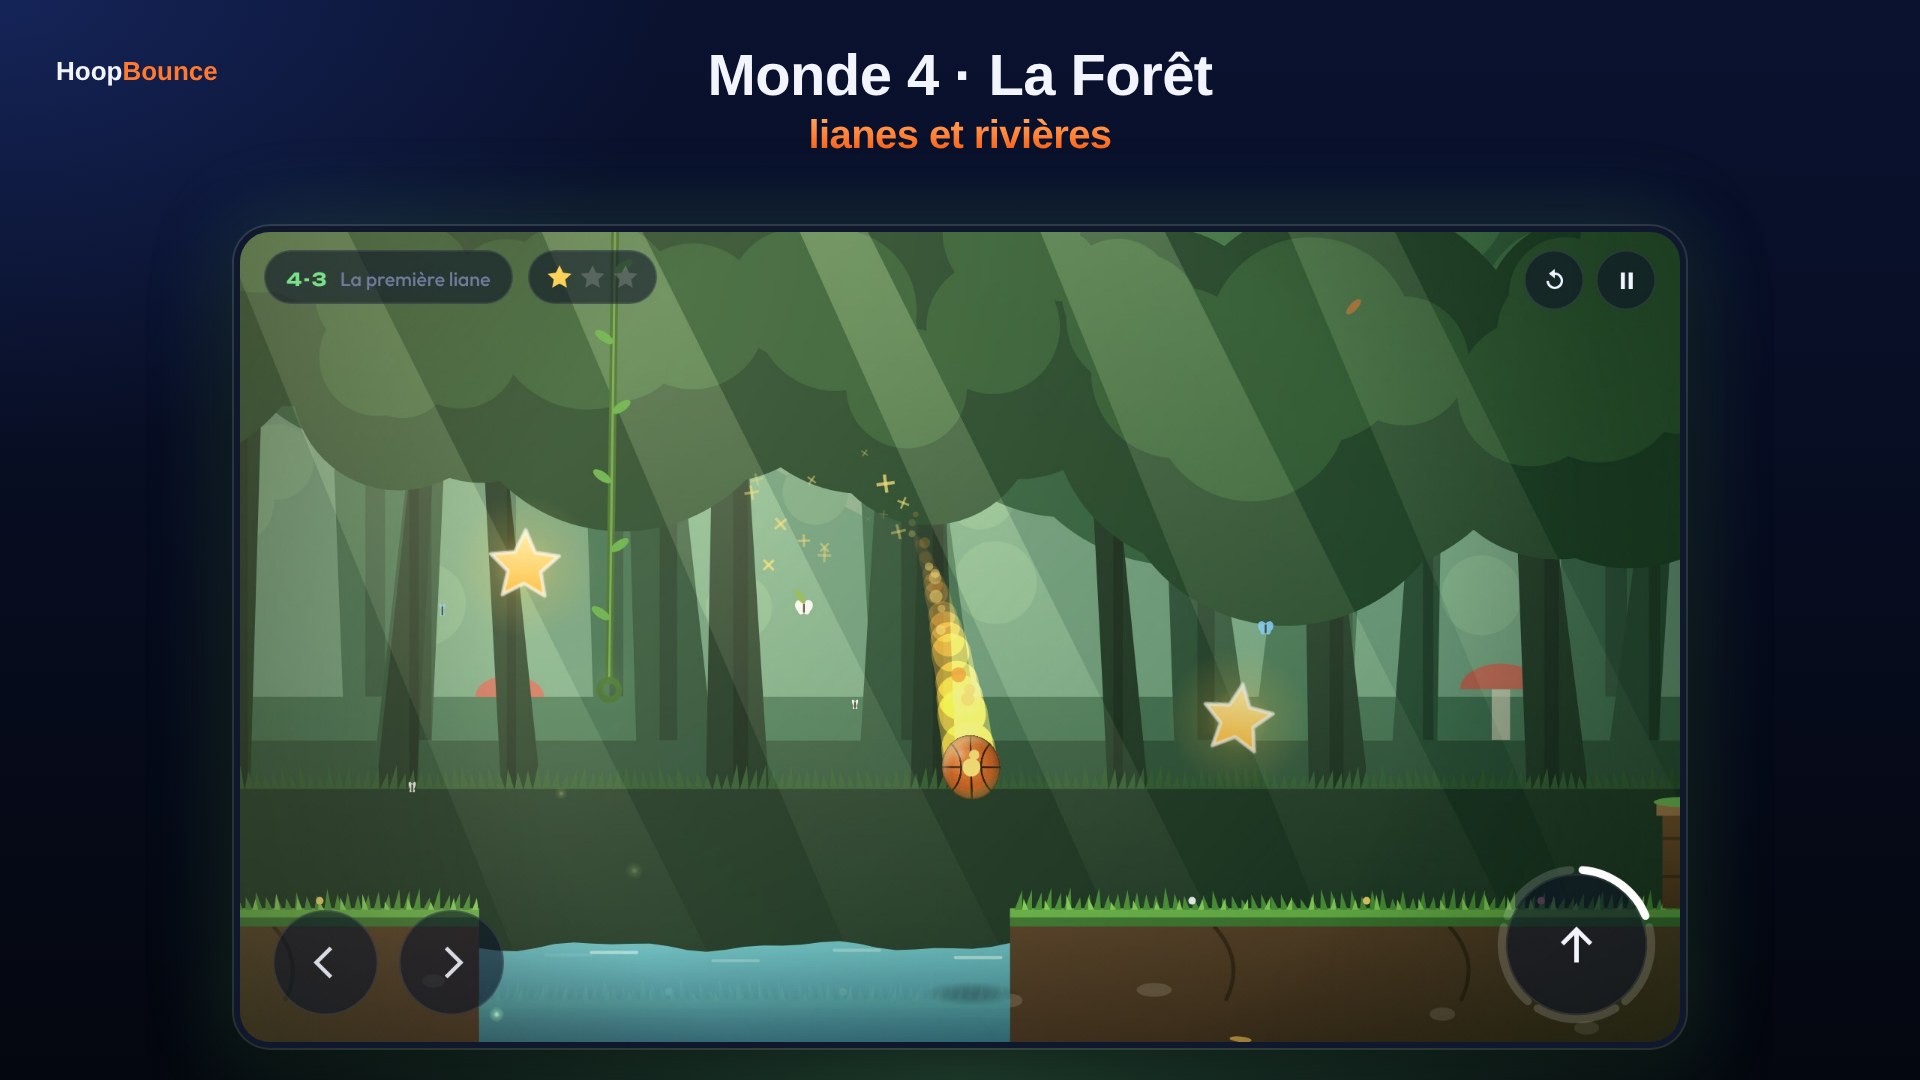 HoopBounce
Monde 4 · La Forêt
lianes et rivières
4-3 La première liane